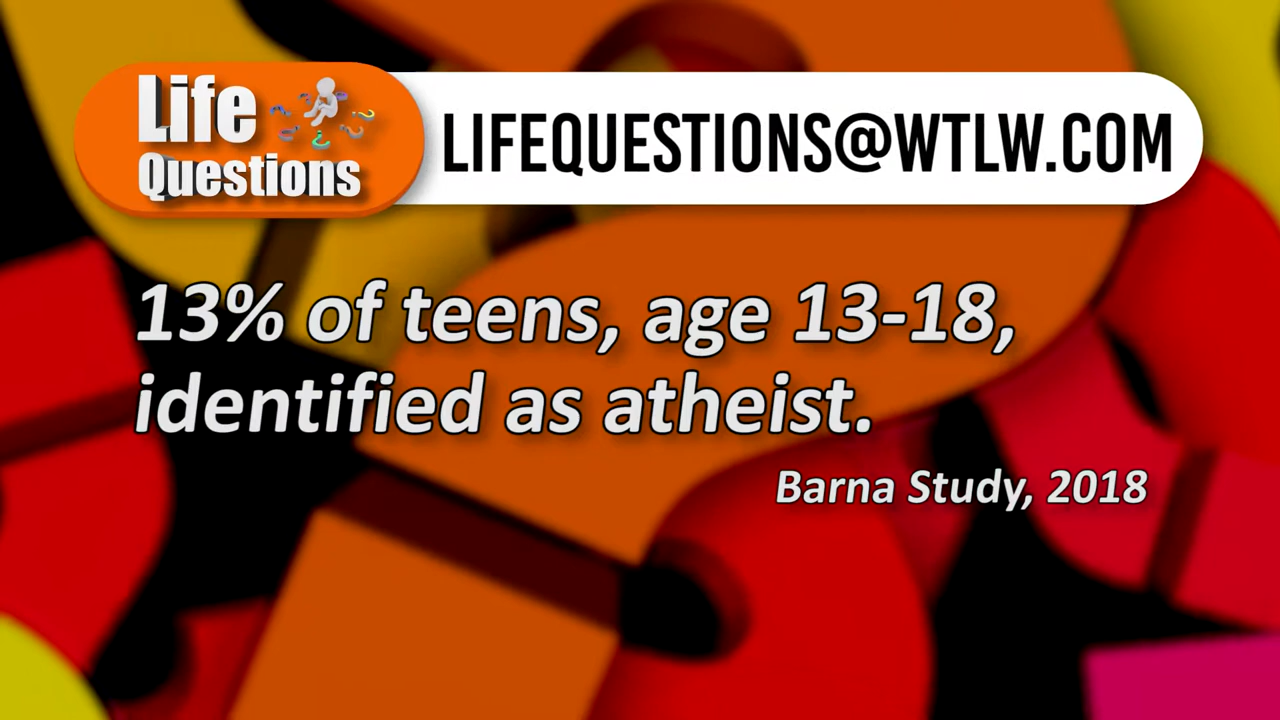 Life
Questions
LIFEQUESTIONS@WTLW.COM
13% of teens, age 13-18,
identified as atheist.
Barna Study, 2018